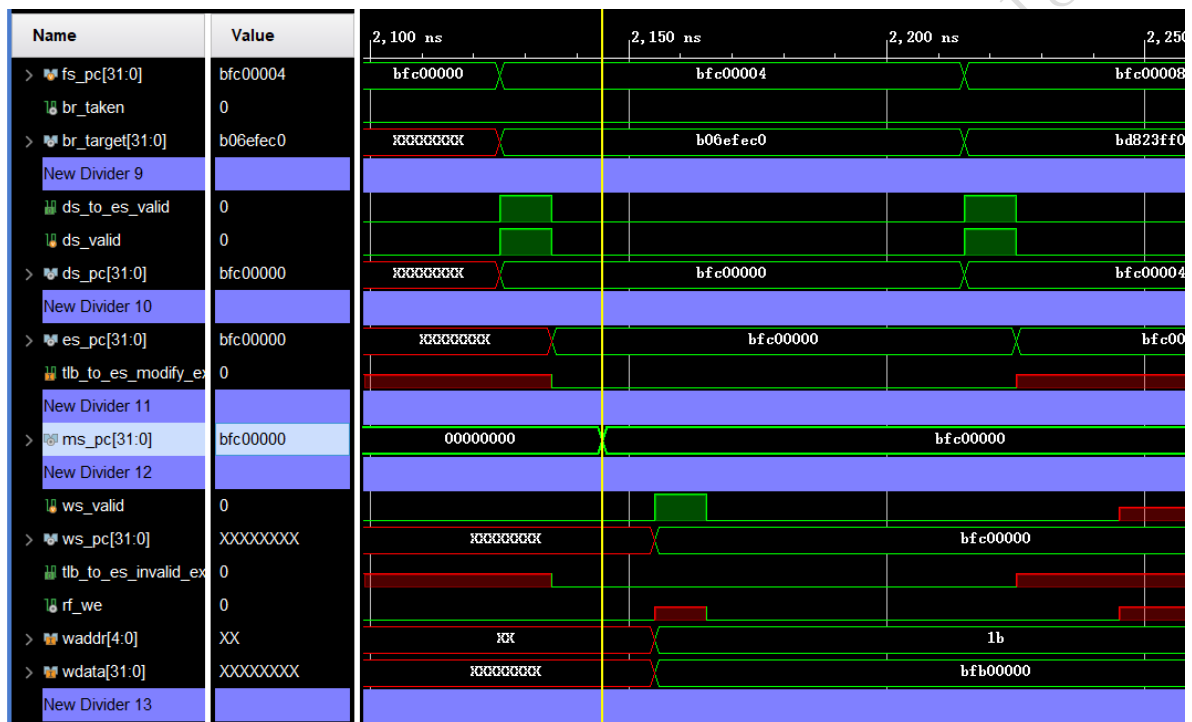 Name Value 2,100 ns 2,150 ns 2,200 ns 2,250
fs_pc[31:0] bfc00004 bfc00000 bfc00004 bfc00008
br_taken 0
br_target[31:0] b06efec0 XXXXXXXX b06efec0 bd823ff0
New Divider 9
ds_to_es_valid 0
ds_valid 0
ds_pc[31:0] bfc00000 XXXXXXXX bfc00000 bfc00004
New Divider 10
es_pc[31:0] bfc00000 XXXXXXXX bfc00000 bfc00
tlb_to_es_modify_ex 0
New Divider 11
ms_pc[31:0] bfc00000 00000000 bfc00000
New Divider 12
ws_valid 0
ws_pc[31:0] XXXXXXXX XXXXXXXX bfc00000
tlb_to_es_invalid_ex 0
rf_we 0
waddr[4:0] XX XX 1b
wdata[31:0] XXXXXXXX XXXXXXXX bfb00000
New Divider 13